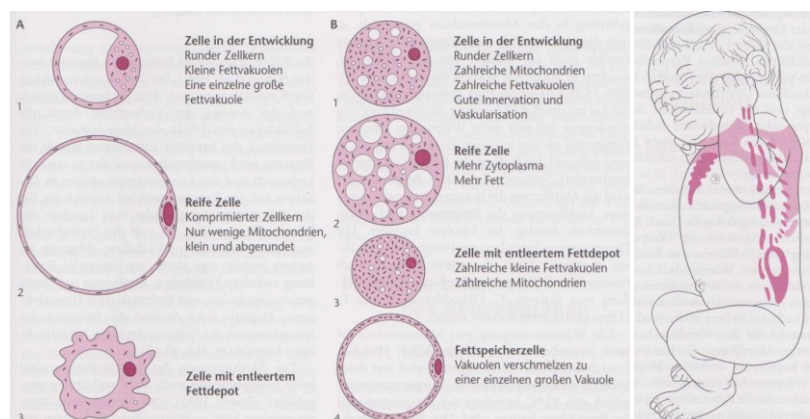 A
Zelle in der Entwicklung
Runder Zellkern
Kleine Fettvakuolen
Eine einzelne große
Fettvakuole
1
Reife Zelle
Komprimierter Zellkern
Nur wenige Mitochondrien,
klein und abgerundet
2
Zelle mit entleertem
Fettdepot
3
B
Zelle in der Entwicklung
Runder Zellkern
Zahlreiche Mitochondrien
Zahlreiche Fettvakuolen
Gute Innervation und
Vaskularisation
1
Reife Zelle
Mehr Zytoplasma
Mehr Fett
2
Zelle mit entleertem Fettdepot
Zahlreiche kleine Fettvakuolen
Zahlreiche Mitochondrien
3
Fettspeicherzelle
Vakuolen verschmelzen zu
einer einzelnen großen Vakuole
4